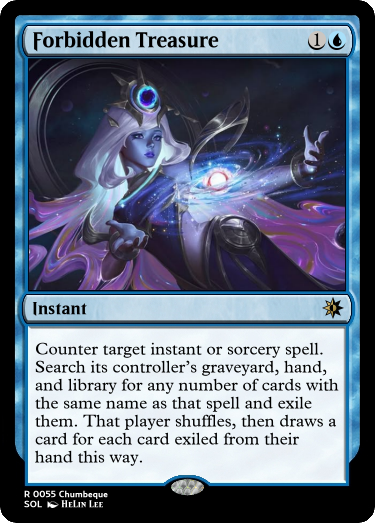 Forbidden Treasure 1
Instant
Counter target instant or sorcery spell.
Search its controller's graveyard, hand,
and library for any number of cards with
the same name as that spell and exile
them. That player shuffles, then draws a
card for each card exiled from their
hand this way.
R 0055 Chumbeque
SOL HeLin Lee